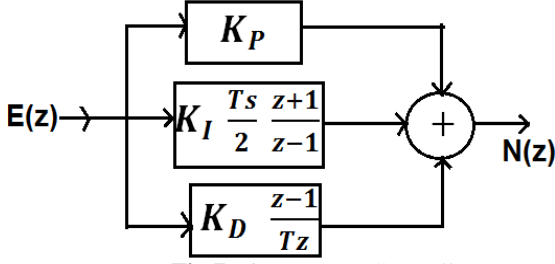 K_P
E(z)
K_I Ts/2 z+1/z−1
+
N(z)
K_D z−1/Tz